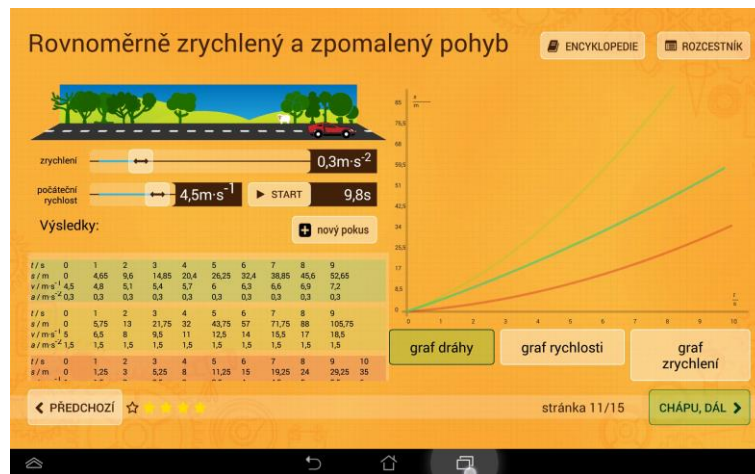 Rovnoměrně zrychlený a zpomalený pohyb
ENCYKLOPEDIE
ROZCESTNÍK
zrychlení
0,3m·s-2
počáteční
rychlost
4,5m·s-1
START
9,8s
Výsledky:
nový pokus
t / s 0 1 2 3 4 5 6 7 8 9
s / m 0 4,65 9,6 14,85 20,4 26,25 32,4 38,85 45,6 52,65
v / m·s-1 4,5 4,8 5,1 5,4 5,7 6 6,3 6,6 6,9 7,2
a / m·s-2 0,3 0,3 0,3 0,3 0,3 0,3 0,3 0,3 0,3 0,3
t / s 0 1 2 3 4 5 6 7 8 9
s / m 0 5,75 13 21,75 32 43,75 57 71,75 88 105,75
v / m·s-1 5 6,5 8 9,5 11 12,5 14 15,5 17 18,5
a / m·s-2 1,5 1,5 1,5 1,5 1,5 1,5 1,5 1,5 1,5 1,5
t / s 0 1 2 3 4 5 6 7 8 9 10
s / m 0 1,25 3 5,25 8 11,25 15 19,25 24 29,25 35
s
m
85
76,5
68
59,5
51
42,5
34
25,5
17
8,5
0
0 1 2 3 4 5 6 7 8 9 10
t
s
graf dráhy
graf rychlosti
graf
zrychlení
PŘEDCHOZÍ
stránka 11/15
CHÁPU, DÁL